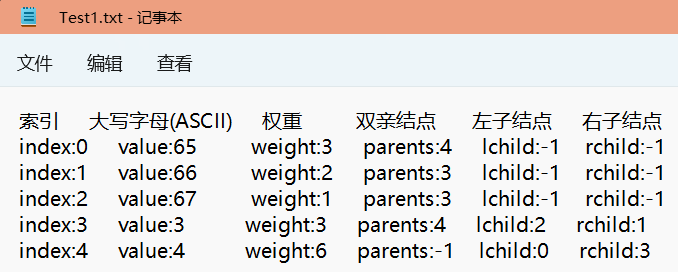 Test1.txt - 记事本
文件 编辑 查看
索引 大写字母(ASCII) 权重 双亲结点 左子结点 右子结点
index:0 value:65 weight:3 parents:4 lchild:-1 rchild:-1
index:1 value:66 weight:2 parents:3 lchild:-1 rchild:-1
index:2 value:67 weight:1 parents:3 lchild:-1 rchild:-1
index:3 value:3 weight:3 parents:4 lchild:2 rchild:1
index:4 value:4 weight:6 parents:-1 lchild:0 rchild:3